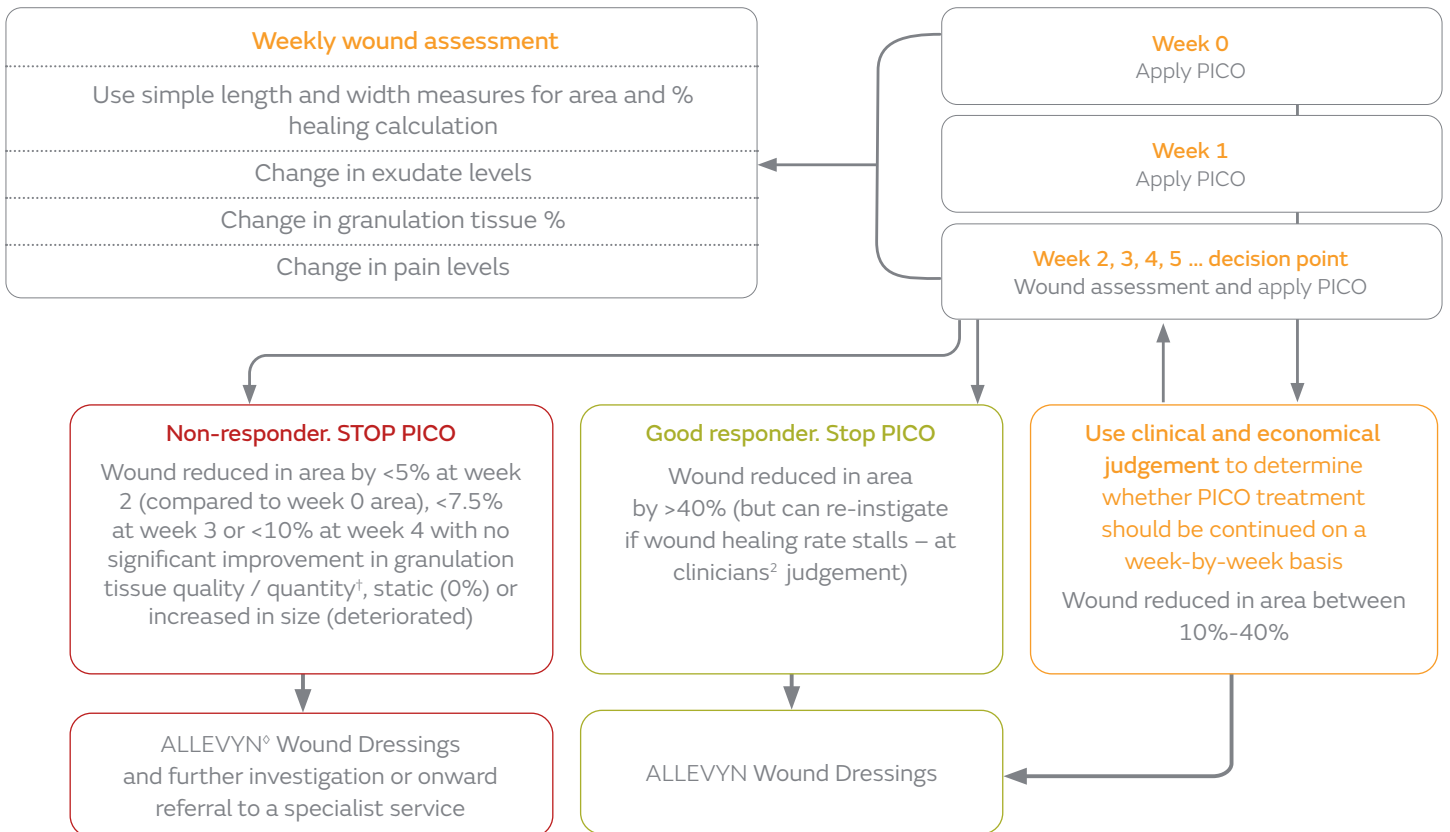 Weekly wound assessment
Use simple length and width measures for area and %
healing calculation
Change in exudate levels
Change in granulation tissue %
Change in pain levels
Week 0
Apply PICO
Week 1
Apply PICO
Week 2, 3, 4, 5 ... decision point
Wound assessment and apply PICO
Non-responder. STOP PICO
Wound reduced in area by <5% at week
2 (compared to week 0 area), <7.5%
at week 3 or <10% at week 4 with no
significant improvement in granulation
tissue quality / quantity†, static (0%) or
increased in size (deteriorated)
Good responder. Stop PICO
Wound reduced in area
by >40% (but can re-instigate
if wound healing rate stalls – at
clinicians² judgement)
Use clinical and economical
judgement to determine
whether PICO treatment
should be continued on a
week-by-week basis
Wound reduced in area between
10%-40%
ALLEVYN◊ Wound Dressings
and further investigation or onward
referral to a specialist service
ALLEVYN Wound Dressings